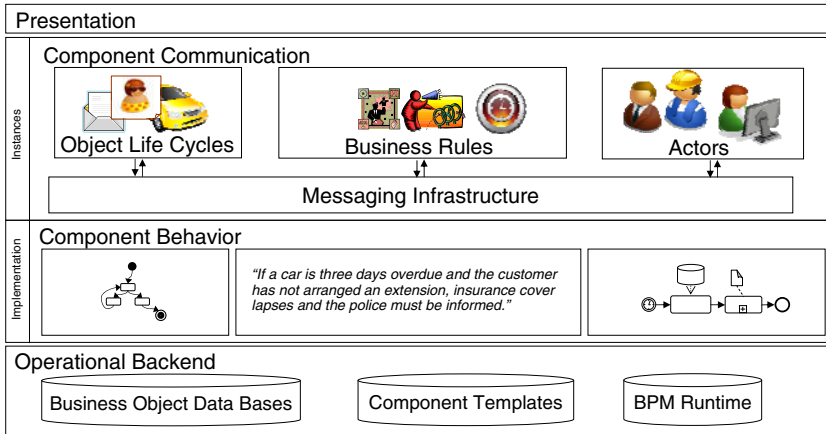 Presentation
Instances
Component Communication
Object Life Cycles
Business Rules
Actors
Messaging Infrastructure
Implementation
Component Behavior
“If a car is three days overdue and the customer
has not arranged an extension, insurance cover
lapses and the police must be informed.”
Operational Backend
Business Object Data Bases
Component Templates
BPM Runtime